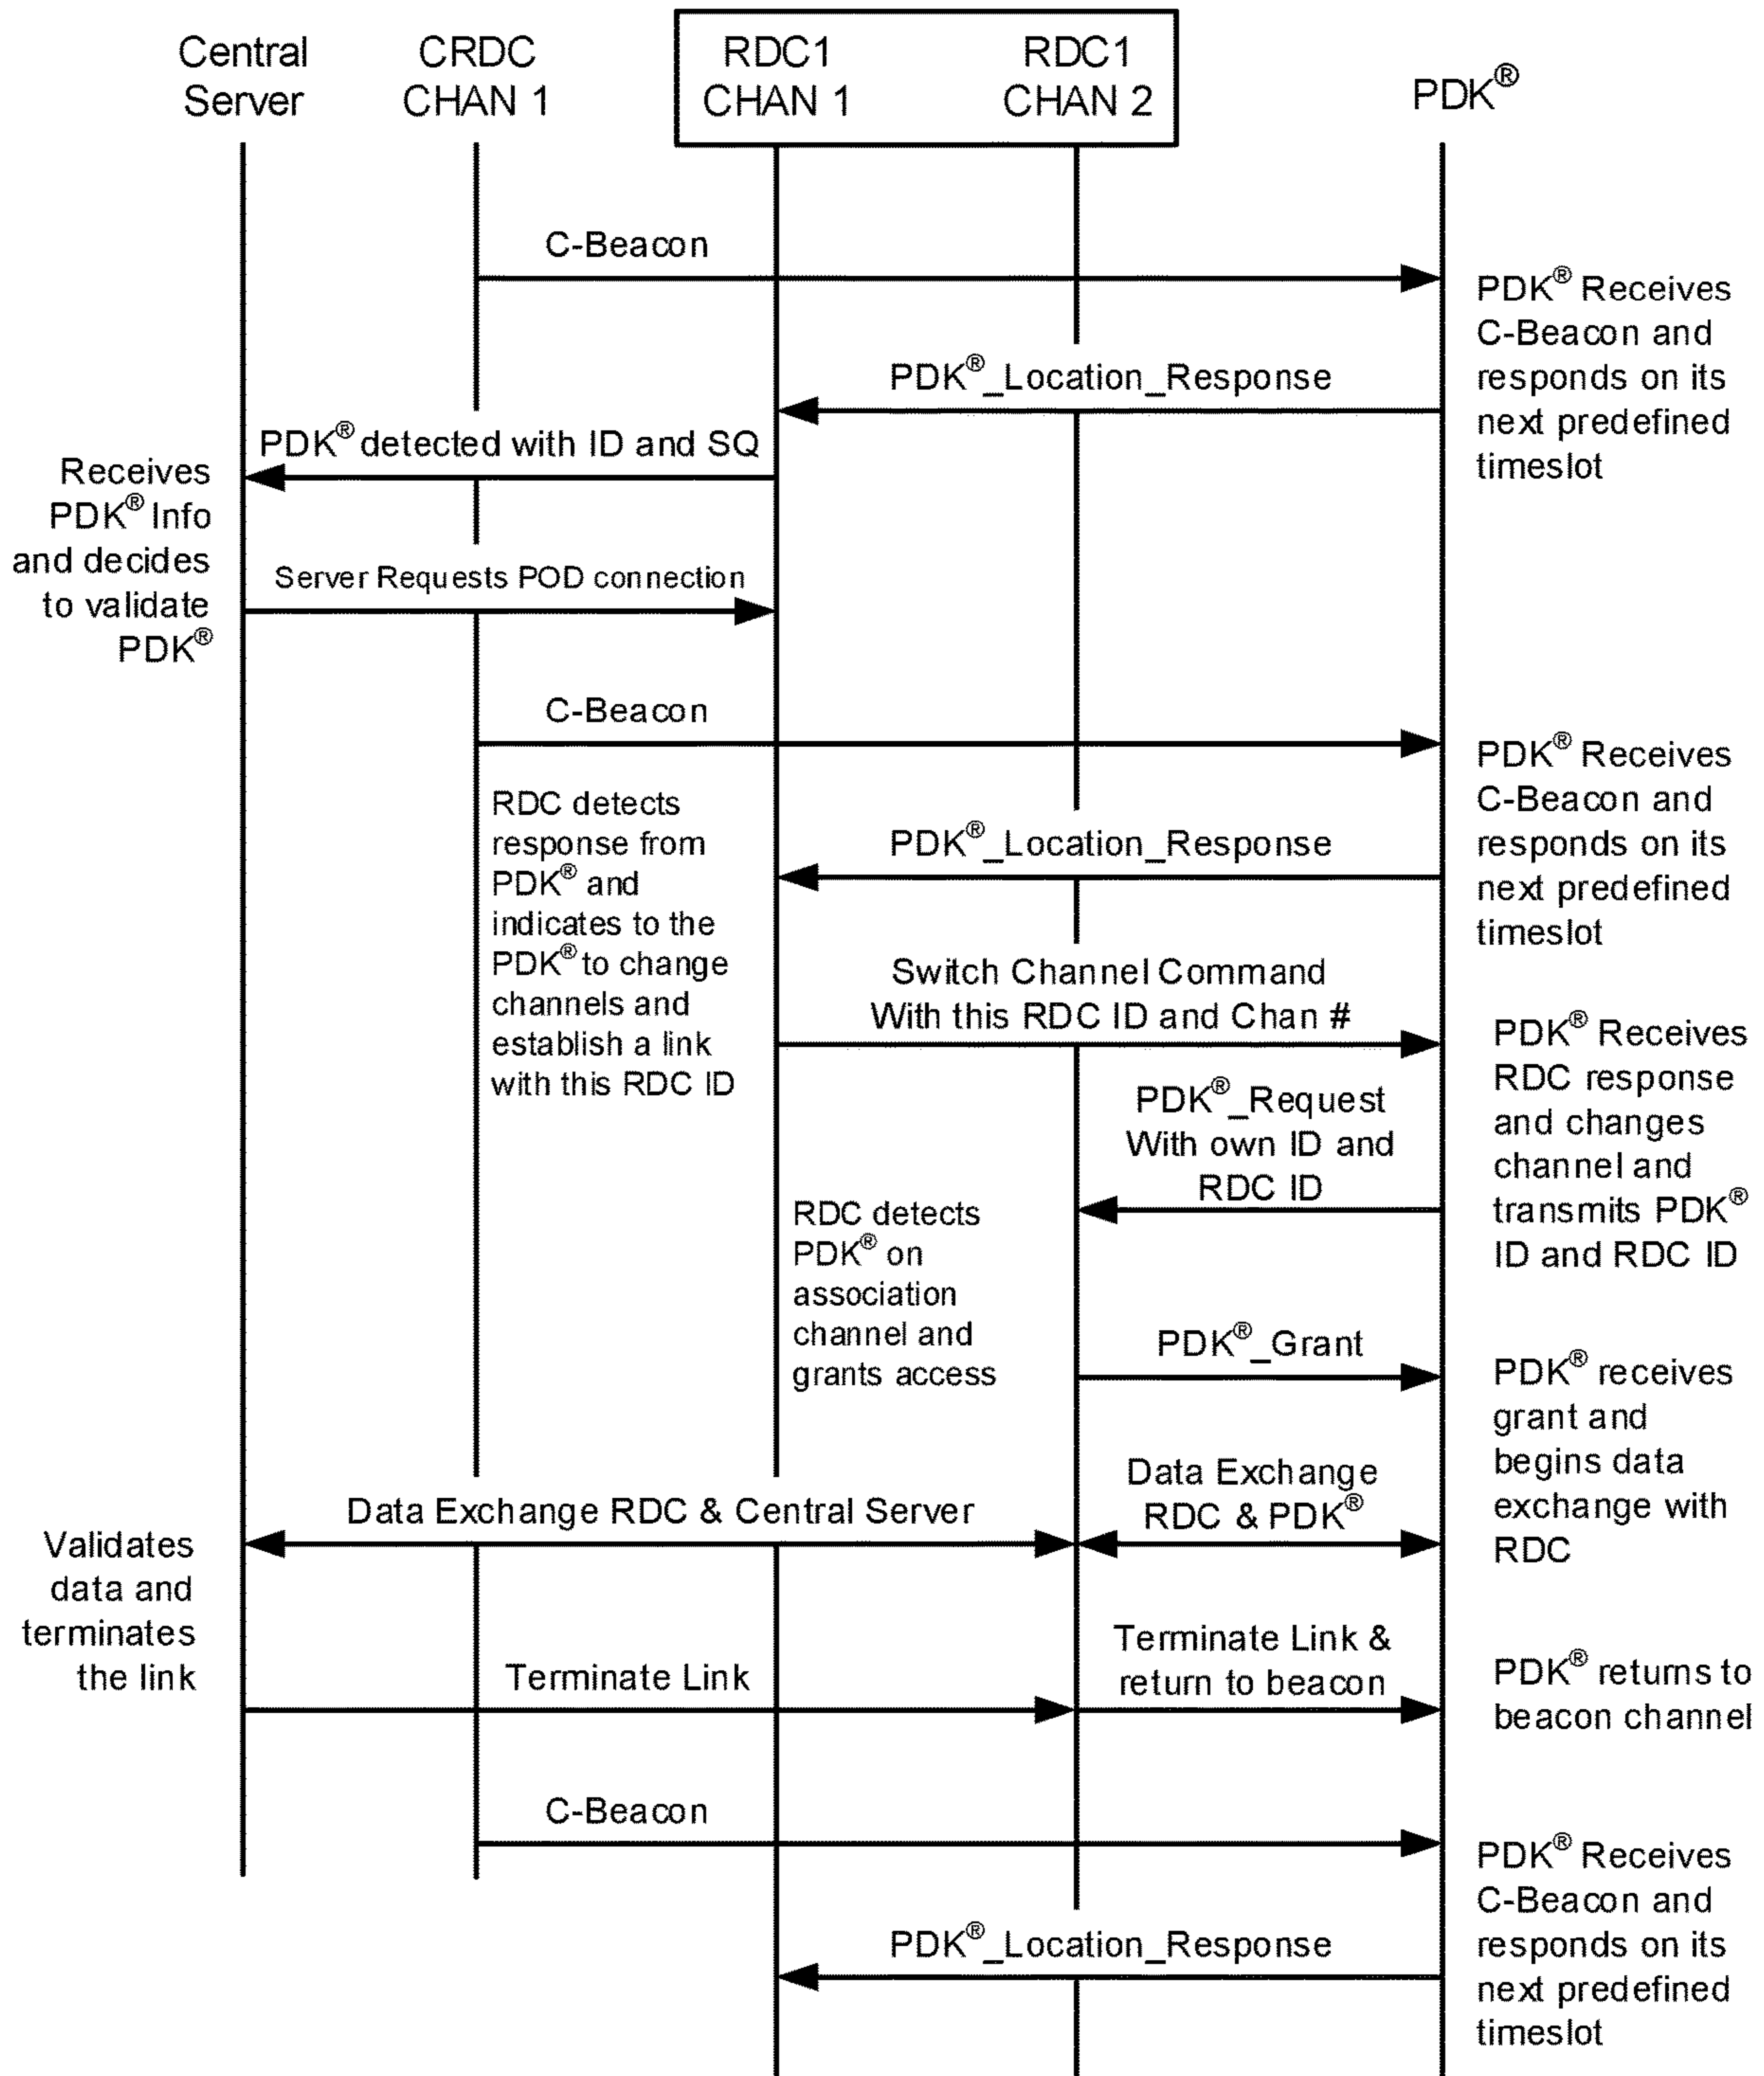 Central
Server
CRDC
CHAN 1
RDC1
CHAN 1
RDC1
CHAN 2
PDK®
C-Beacon
PDK® Receives
C-Beacon and
responds on its
next predefined
timeslot
PDK®_Location_Response
PDK® detected with ID and SQ
Receives
PDK® Info
and decides
to validate
PDK®
Server Requests POD connection
C-Beacon
PDK® Receives
C-Beacon and
responds on its
next predefined
timeslot
RDC detects
response from
PDK® and
indicates to the
PDK® to change
channels and
establish a link
with this RDC ID
PDK®_Location_Response
Switch Channel Command
With this RDC ID and Chan #
PDK® Receives
RDC response
and changes
channel and
transmits PDK®
ID and RDC ID
PDK®_Request
With own ID and
RDC ID
RDC detects
PDK® on
association
channel and
grants access
PDK®_Grant
PDK® receives
grant and
begins data
exchange with
RDC
Data Exchange
RDC & PDK®
Data Exchange RDC & Central Server
Validates
data and
terminates
the link
Terminate Link
Terminate Link &
return to beacon
PDK® returns to
beacon channel
C-Beacon
PDK® Receives
C-Beacon and
responds on its
next predefined
timeslot
PDK®_Location_Response